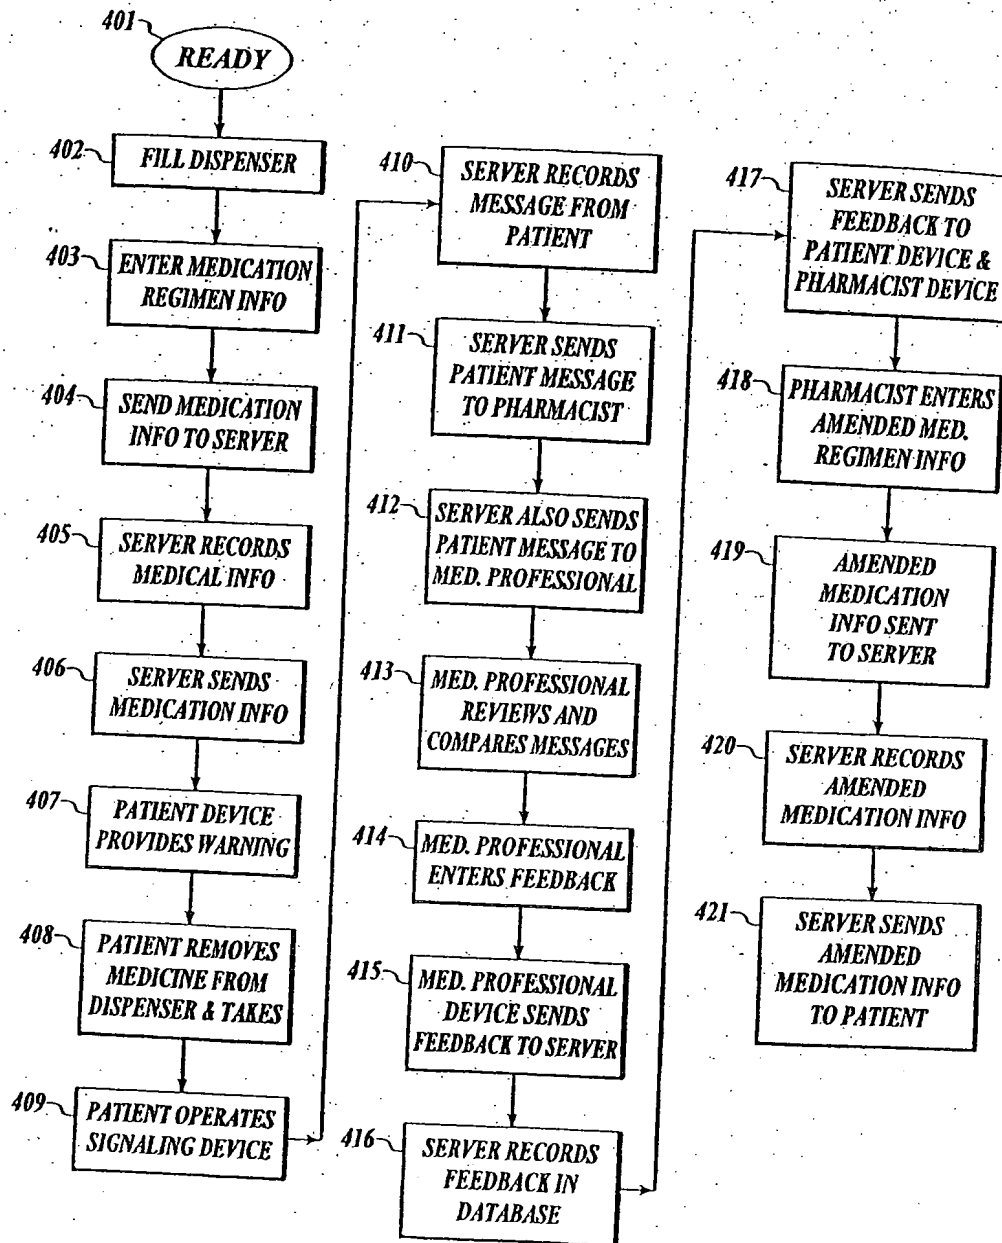 401
READY
402
FILL DISPENSER
403
ENTER MEDICATION
REGIMEN INFO
404
SEND MEDICATION
INFO TO SERVER
405
SERVER RECORDS
MEDICAL INFO
406
SERVER SENDS
MEDICATION INFO
407
PATIENT DEVICE
PROVIDES WARNING
408
PATIENT REMOVES
MEDICINE FROM
DISPENSER & TAKES
409
PATIENT OPERATES
SIGNALING DEVICE
410
SERVER RECORDS
MESSAGE FROM
PATIENT
411
SERVER SENDS
PATIENT MESSAGE
TO PHARMACIST
412
SERVER ALSO SENDS
PATIENT MESSAGE TO
MED. PROFESSIONAL
413
MED. PROFESSIONAL
REVIEWS AND
COMPARES MESSAGES
414
MED. PROFESSIONAL
ENTERS FEEDBACK
415
MED. PROFESSIONAL
DEVICE SENDS
FEEDBACK TO SERVER
416
SERVER RECORDS
FEEDBACK IN
DATABASE
417
SERVER SENDS
FEEDBACK TO
PATIENT DEVICE &
PHARMACIST DEVICE
418
PHARMACIST ENTERS
AMENDED MED.
REGIMEN INFO
419
AMENDED
MEDICATION
INFO SENT
TO SERVER
420
SERVER RECORDS
AMENDED
MEDICATION INFO
421
SERVER SENDS
AMENDED
MEDICATION INFO
TO PATIENT